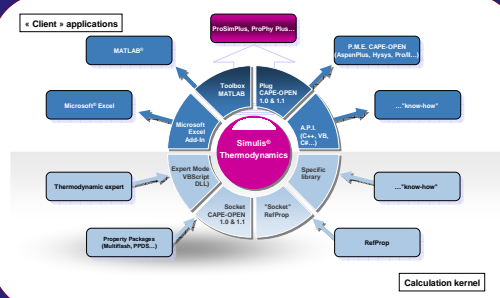 « Client » applications
ProSimPlus, ProPhy Plus...
MATLAB®
P.M.E. CAPE-OPEN
(AspenPlus, Hysys, Pro/II...)
Toolbox
MATLAB
Plug
CAPE-OPEN
1.0 & 1.1
Microsoft® Excel
..."know-how"
Microsoft
Excel
Add-In
A.P.I.
(C++, VB,
C#...)
Simulis®
Thermodynamics
Thermodynamic expert
Expert Mode
VBScript
DLL)
Specific
library
..."know-how"
Socket
CAPE-OPEN
1.0 & 1.1
"Socket"
RefProp
Property Packages
(Multiflash, PPDS...)
RefProp
Calculation kernel